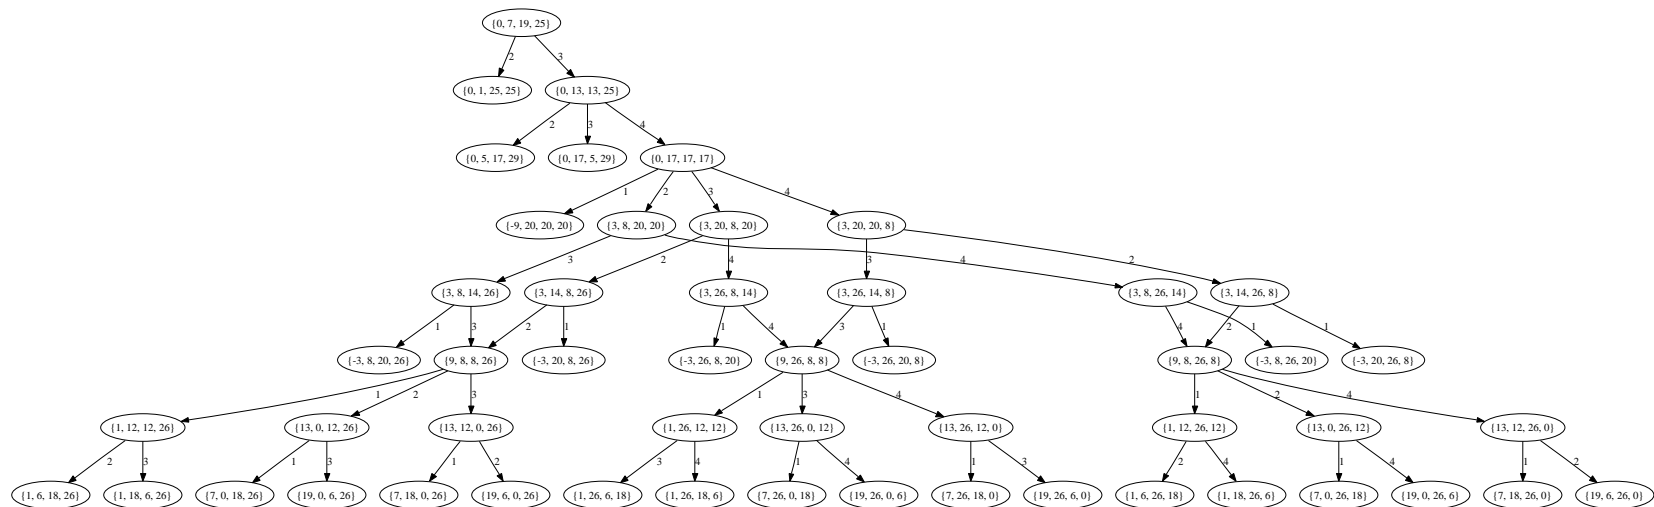 {0, 7, 19, 25}
2 3
{0, 1, 25, 25} {0, 13, 13, 25}
2 3 4
{0, 5, 17, 29} {0, 17, 5, 29} {0, 17, 17, 17}
1 2 3 4
{-9, 20, 20, 20} {3, 8, 20, 20} {3, 20, 8, 20} {3, 20, 20, 8}
3 2 4 3 4 2
{3, 8, 14, 26} {3, 14, 8, 26} {3, 26, 8, 14} {3, 26, 14, 8} {3, 8, 26, 14} {3, 14, 26, 8}
1 3 2 1 1 4 3 1 4 2 1 1
{-3, 8, 20, 26} {9, 8, 8, 26} {-3, 20, 8, 26} {-3, 26, 8, 20} {9, 26, 8, 8} {-3, 26, 20, 8} {9, 8, 26, 8} {-3, 8, 26, 20} {-3, 20, 26, 8}
1 2 3 1 3 4 1 2 4
{1, 12, 12, 26} {13, 0, 12, 26} {13, 12, 0, 26} {1, 26, 12, 12} {13, 26, 0, 12} {13, 26, 12, 0} {1, 12, 26, 12} {13, 0, 26, 12} {13, 12, 26, 0}
2 3 1 3 1 2 3 4 1 4 1 3 2 4 1 4 1 2
{1, 6, 18, 26} {1, 18, 6, 26} {7, 0, 18, 26} {19, 0, 6, 26} {7, 18, 0, 26} {19, 6, 0, 26} {1, 26, 6, 18} {1, 26, 18, 6} {7, 26, 0, 18} {19, 26, 0, 6} {7, 26, 18, 0} {19, 26, 6, 0} {1, 6, 26, 18} {1, 18, 26, 6} {7, 0, 26, 18} {19, 0, 26, 6} {7, 18, 26, 0} {19, 6, 26, 0}